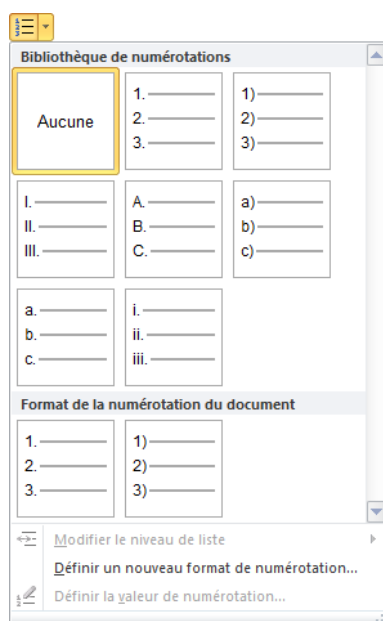 Bibliothèque de numérotations
Aucune
1.
2.
3.
1)
2)
3)
I.
II.
III.
A.
B.
C.
a)
b)
c)
a.
b.
c.
i.
ii.
iii.
Format de la numérotation du document
1.
2.
3.
1)
2)
3)
Modifier le niveau de liste
Définir un nouveau format de numérotation...
Définir la valeur de numérotation...